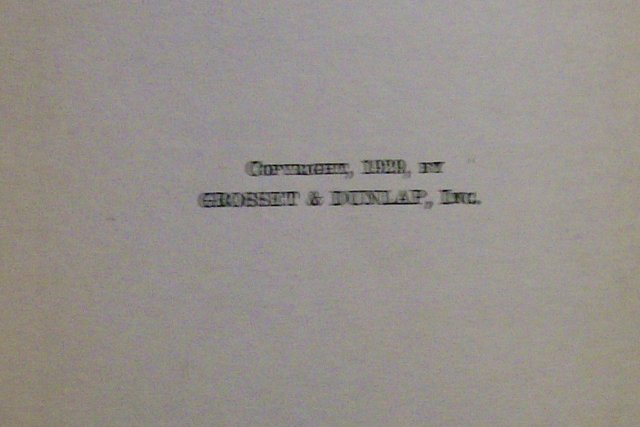 Copyright, 1929, by
GROSSET & DUNLAP, Inc.